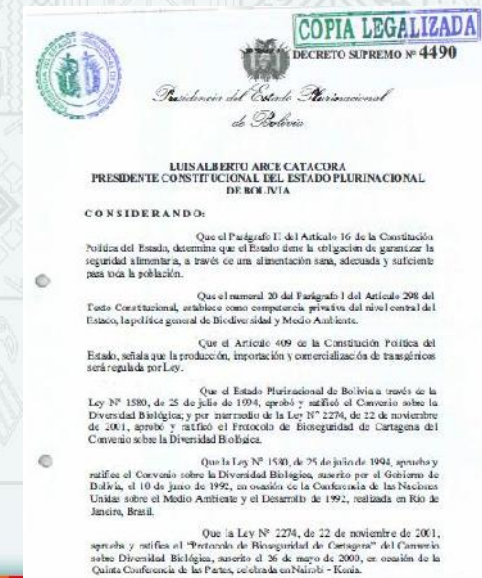 COPIA LEGALIZADA
DECRETO SUPREMO Nº 4490
Presidencia del Estado Plurinacional
de Bolivia
LUIS ALBERTO ARCE CATACORA
PRESIDENTE CONSTITUCIONAL DEL ESTADO PLURINACIONAL
DE BOLIVIA
CONSIDERANDO:
Que el Parágrafo II del Artículo 16 de la Constitución
Política del Estado, determina que el Estado tiene la obligación de garantizar la
seguridad alimentaria, a través de una alimentación sana, adecuada y suficiente
para toda la población.
Que el numeral 20 del Parágrafo I del Artículo 298 del
Texto Constitucional, establece como competencia privativa del nivel central del
Estado, la política general de Biodiversidad y Medio Ambiente.
Que el Artículo 409 de la Constitución Política del
Estado, señala que la producción, importación y comercialización de transgénicos
será regulada por Ley.
Que el Estado Plurinacional de Bolivia a través de la
Ley Nº 1580, de 25 de julio de 1994, aprobó y ratificó el Convenio sobre la
Diversidad Biológica; y por intermedio de la Ley Nº 2274, de 22 de noviembre
de 2001, aprobó y ratificó el Protocolo de Bioseguridad de Cartagena del
Convenio sobre la Diversidad Biológica.
Que la Ley Nº 1580, de 25 de julio de 1994, aprueba y
ratifica el Convenio sobre la Diversidad Biológica, suscrito por el Gobierno de
Bolivia, el 10 de junio de 1992, en ocasión de la Conferencia de las Naciones
Unidas sobre el Medio Ambiente y el Desarrollo de 1992, realizada en Río de
Janeiro, Brasil.
Que la Ley Nº 2274, de 22 de noviembre de 2001,
aprueba y ratifica el "Protocolo de Bioseguridad de Cartagena" del Convenio
sobre Diversidad Biológica, suscrito el 26 de mayo de 2000, en ocasión de la
Quinta Conferencia de las Partes, celebrada en Nairobi - Kenia.